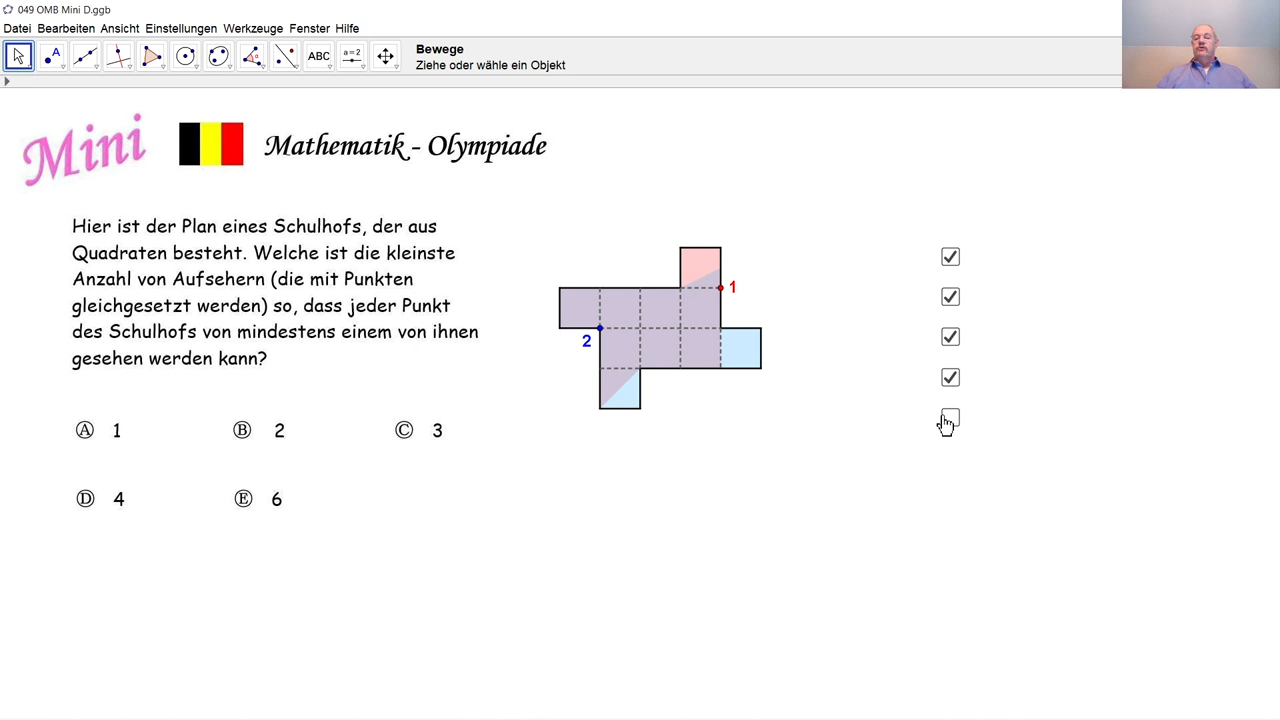 049 OMB Mini D.ggb
Datei Bearbeiten Ansicht Einstellungen Werkzeuge Fenster Hilfe
A
ABC
a=2
Bewege
Ziehe oder wähle ein Objekt
Mini
Mathematik - Olympiade
Hier ist der Plan eines Schulhofs, der aus
Quadraten besteht. Welche ist die kleinste
Anzahl von Aufsehern (die mit Punkten
gleichgesetzt werden) so, dass jeder Punkt
des Schulhofs von mindestens einem von ihnen
gesehen werden kann?
1
2
Ⓐ 1
Ⓑ 2
Ⓒ 3
Ⓓ 4
Ⓔ 6